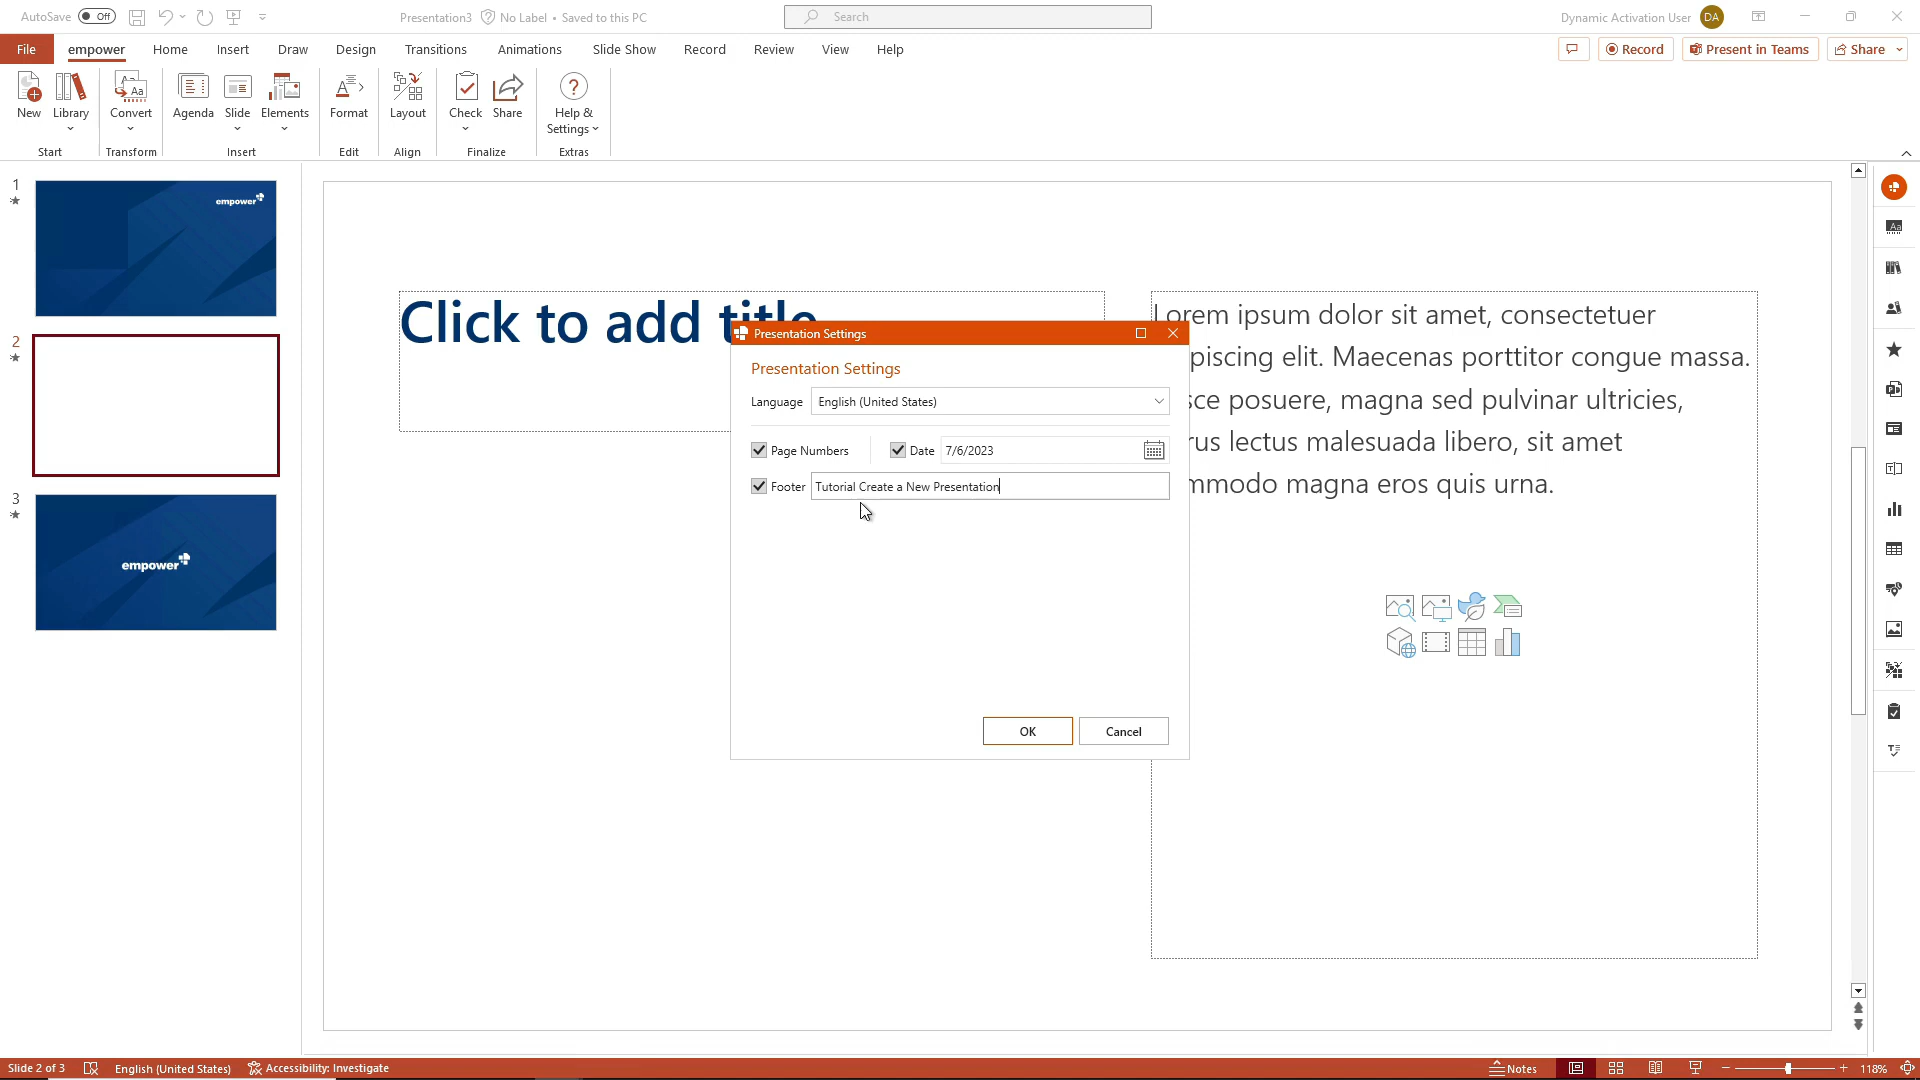 AutoSave Off
Presentation3 No Label • Saved to this PC
Search
Dynamic Activation User DA
File empower Home Insert Draw Design Transitions Animations Slide Show Record Review View Help
Record Present in Teams Share
New Library Convert Agenda Slide Elements Format Layout Check Share Help &
Settings
Start Transform Insert Edit Align Finalize Extras
1
empower
2
3
empower
Click to add title
Lorem ipsum dolor sit amet, consectetuer
piscing elit. Maecenas porttitor congue massa.
sce posuere, magna sed pulvinar ultricies,
rus lectus malesuada libero, sit amet
mmodo magna eros quis urna.
Presentation Settings
Presentation Settings
Language English (United States)
Page Numbers Date 7/6/2023
Footer Tutorial Create a New Presentation
OK Cancel
Slide 2 of 3 English (United States) Accessibility: Investigate Notes 118%